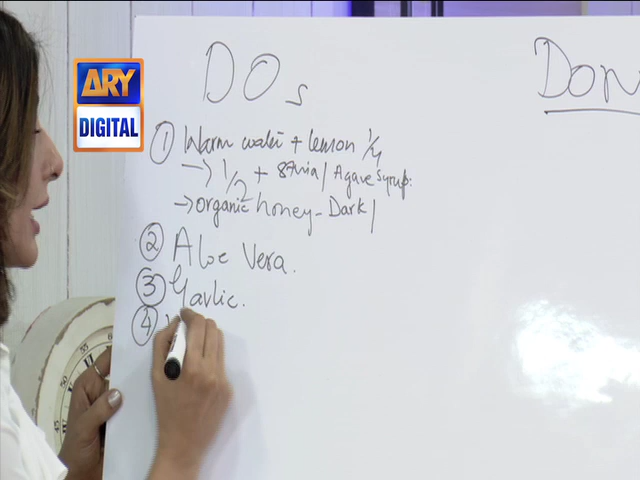 ARY
DIGITAL
DOs
① Warm water + lemon 1/4
→ 1/2 + stevia / Agave Syrup.
→ organic honey - Dark /
② Aloe Vera.
③ Garlic.
④